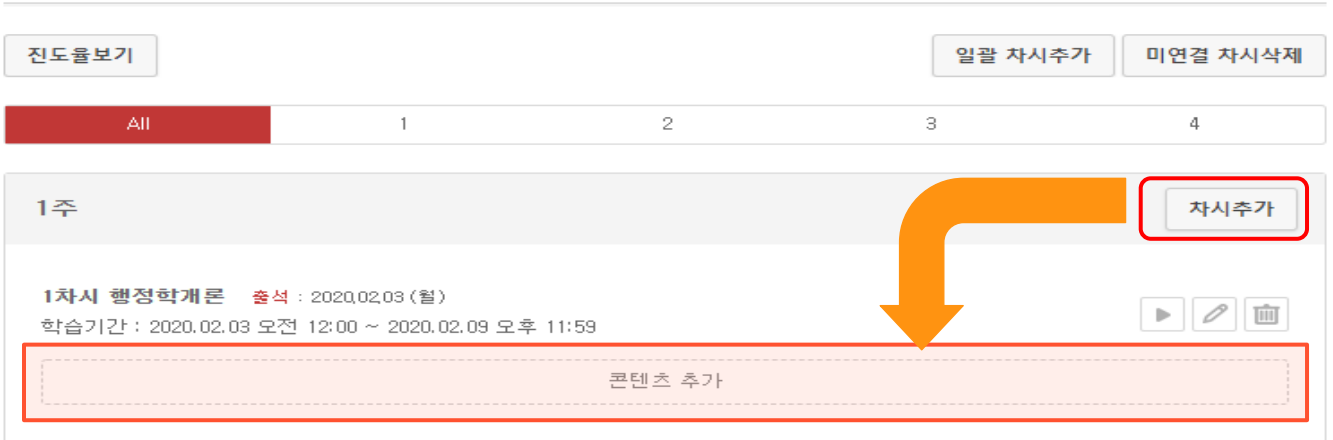 진도율보기
일괄 차시추가
미연결 차시삭제
All 1 2 3 4
1주
차시추가
1차시 행정학개론 출석 : 2020.02.03 (월)
학습기간 : 2020.02.03 오전 12:00 ~ 2020.02.09 오후 11:59
콘텐츠 추가